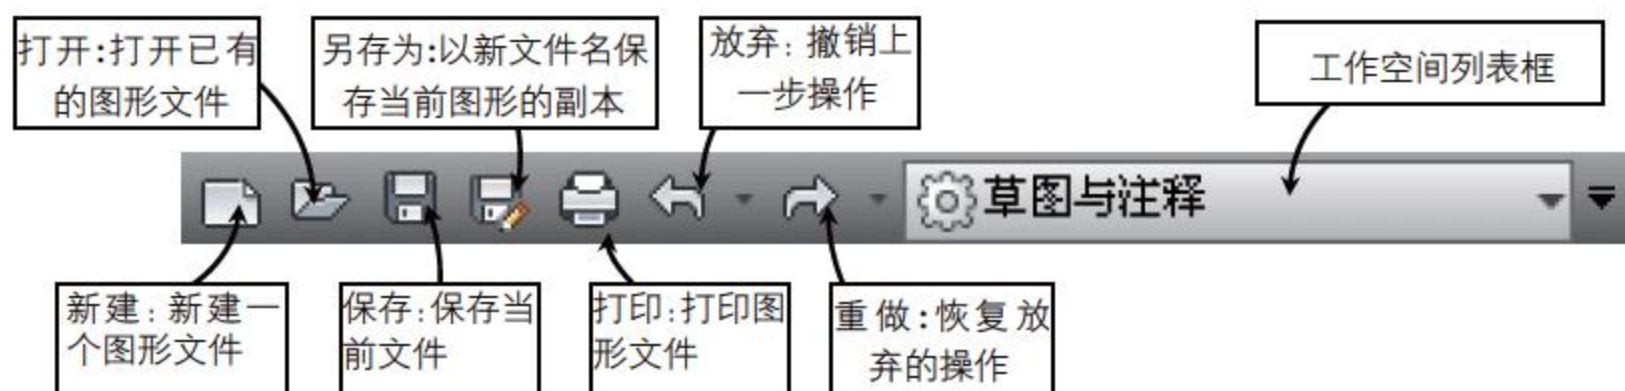 打开:打开已有
的图形文件
另存为:以新文件名保
存当前图形的副本
放弃: 撤销上
一步操作
工作空间列表框
草图与注释
新建: 新建一
个图形文件
保存:保存当
前文件
打印:打印图
形文件
重做:恢复放
弃的操作